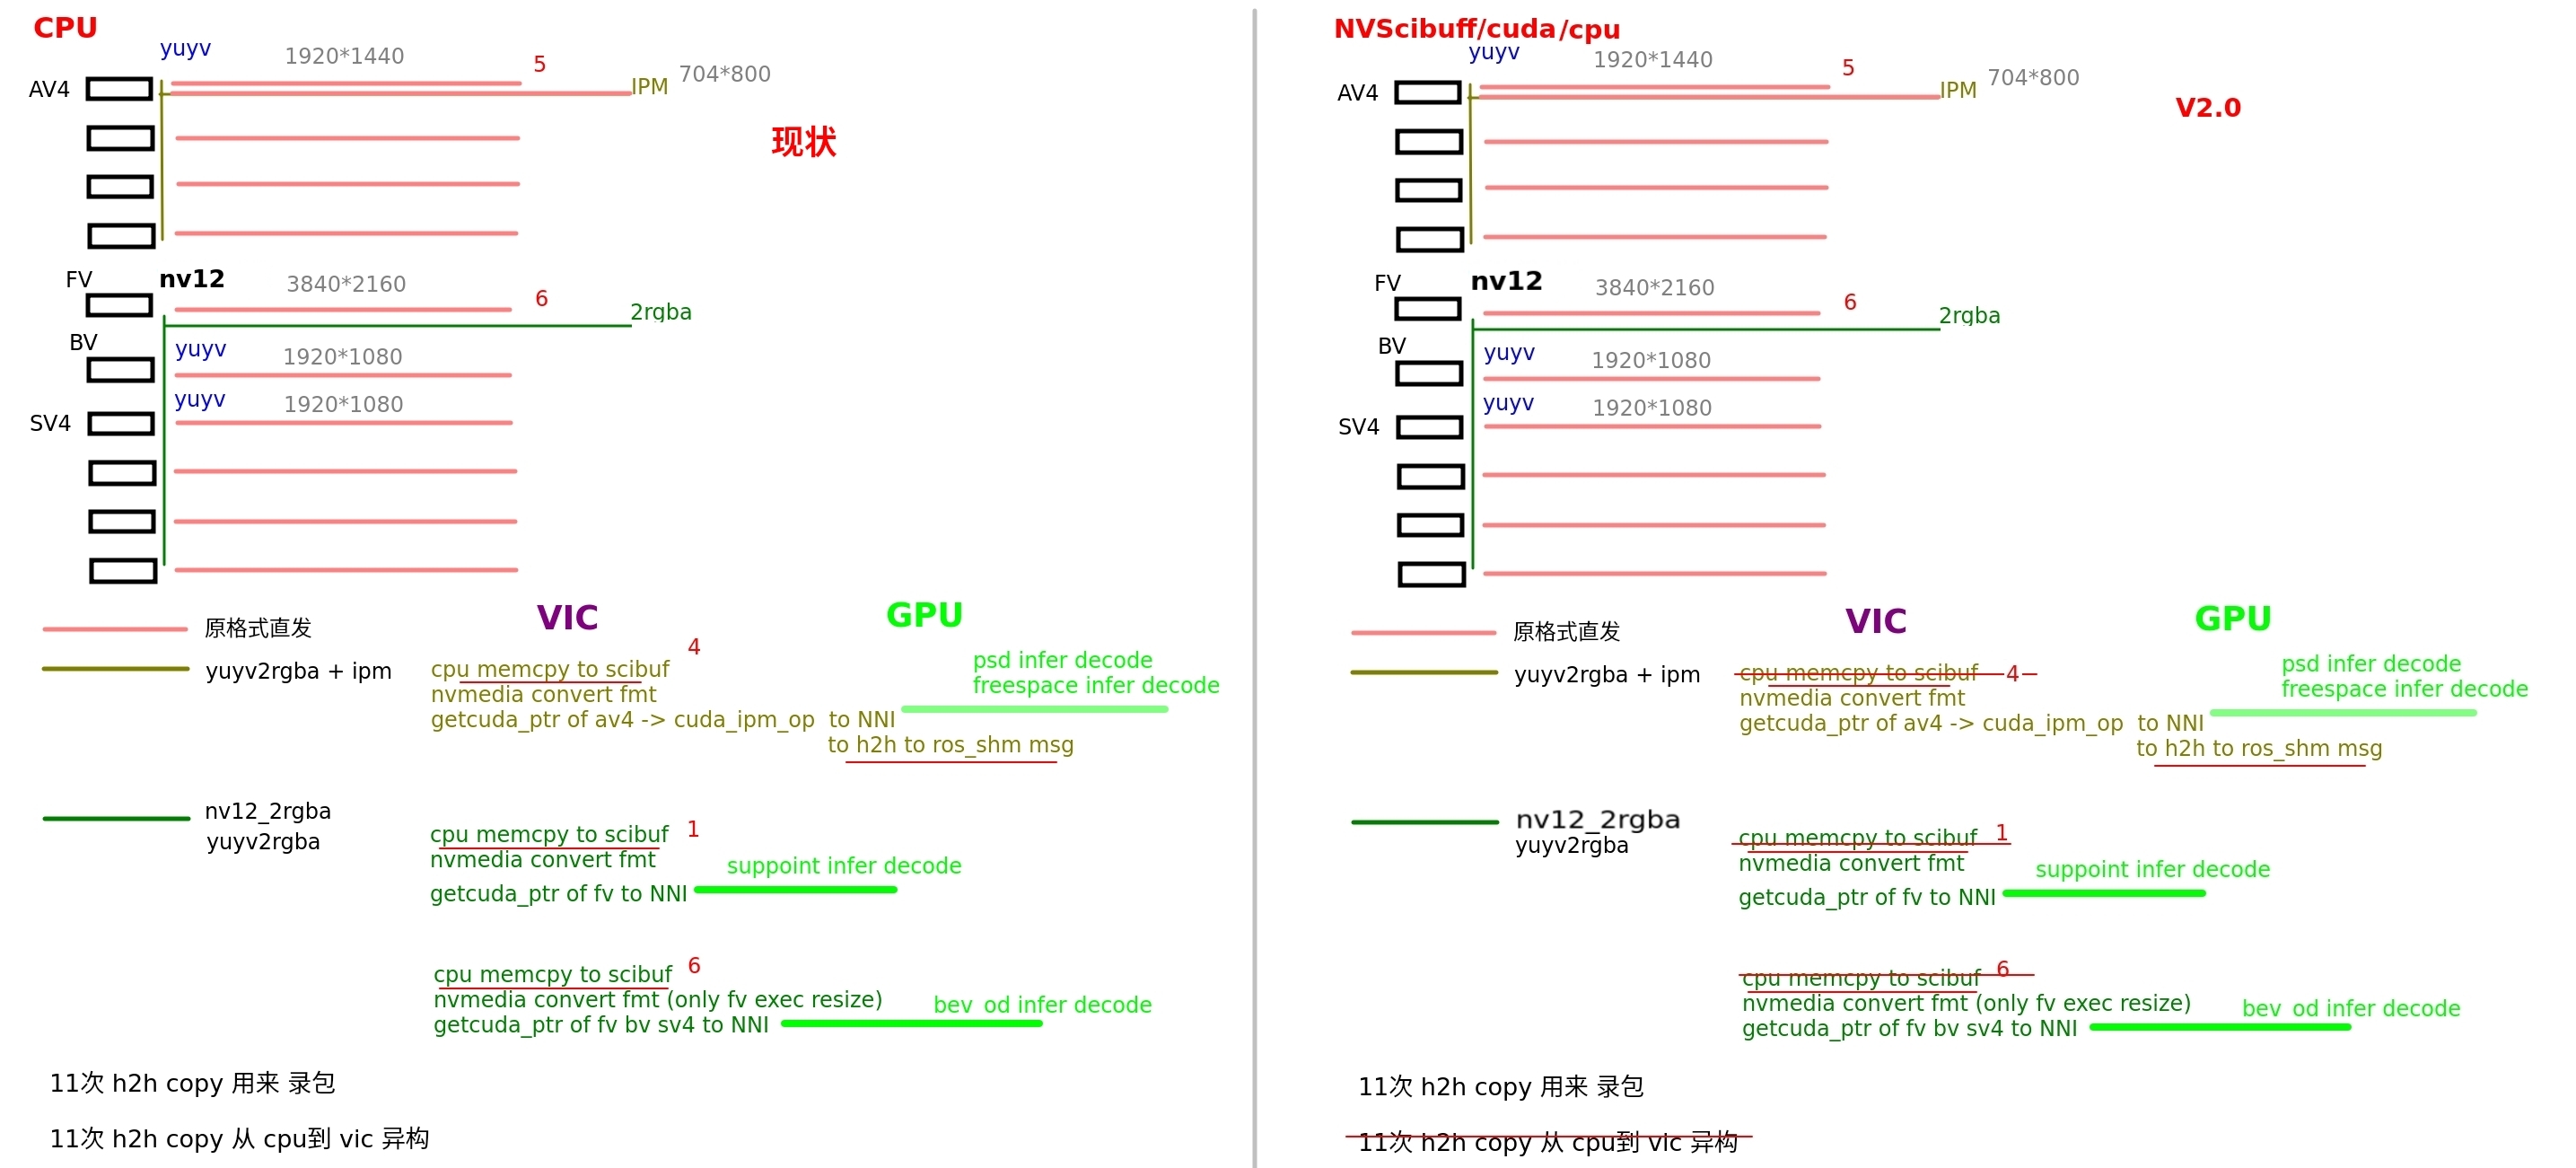 CPU
yuyv
1920*1440
5
IPM
704*800
AV4
现状
FV
nv12
3840*2160
6
2rgba
BV
yuyv
1920*1080
yuyv
1920*1080
SV4
原格式直发
VIC
GPU
yuyv2rgba + ipm
4
cpu memcpy to scibuf
nvmedia convert fmt
getcuda_ptr of av4 -> cuda_ipm_op to NNI
to h2h to ros_shm msg
psd infer decode
freespace infer decode
nv12_2rgba
yuyv2rgba
cpu memcpy to scibuf 1
nvmedia convert fmt
getcuda_ptr of fv to NNI
suppoint infer decode
cpu memcpy to scibuf 6
nvmedia convert fmt (only fv exec resize)
getcuda_ptr of fv bv sv4 to NNI
bev od infer decode
11次 h2h copy 用来 录包
11次 h2h copy 从 cpu到 vic 异构
NVScibuff/cuda/cpu
yuyv
1920*1440
5
IPM
704*800
AV4
V2.0
FV
nv12
3840*2160
6
2rgba
BV
yuyv
1920*1080
yuyv
1920*1080
SV4
原格式直发
VIC
GPU
yuyv2rgba + ipm
cpu memcpy to scibuf 4
nvmedia convert fmt
getcuda_ptr of av4 -> cuda_ipm_op to NNI
to h2h to ros_shm msg
psd infer decode
freespace infer decode
nv12_2rgba
yuyv2rgba
cpu memcpy to scibuf 1
nvmedia convert fmt
getcuda_ptr of fv to NNI
suppoint infer decode
cpu memcpy to scibuf 6
nvmedia convert fmt (only fv exec resize)
getcuda_ptr of fv bv sv4 to NNI
bev od infer decode
11次 h2h copy 用来 录包
11次 h2h copy 从 cpu到 vic 异构